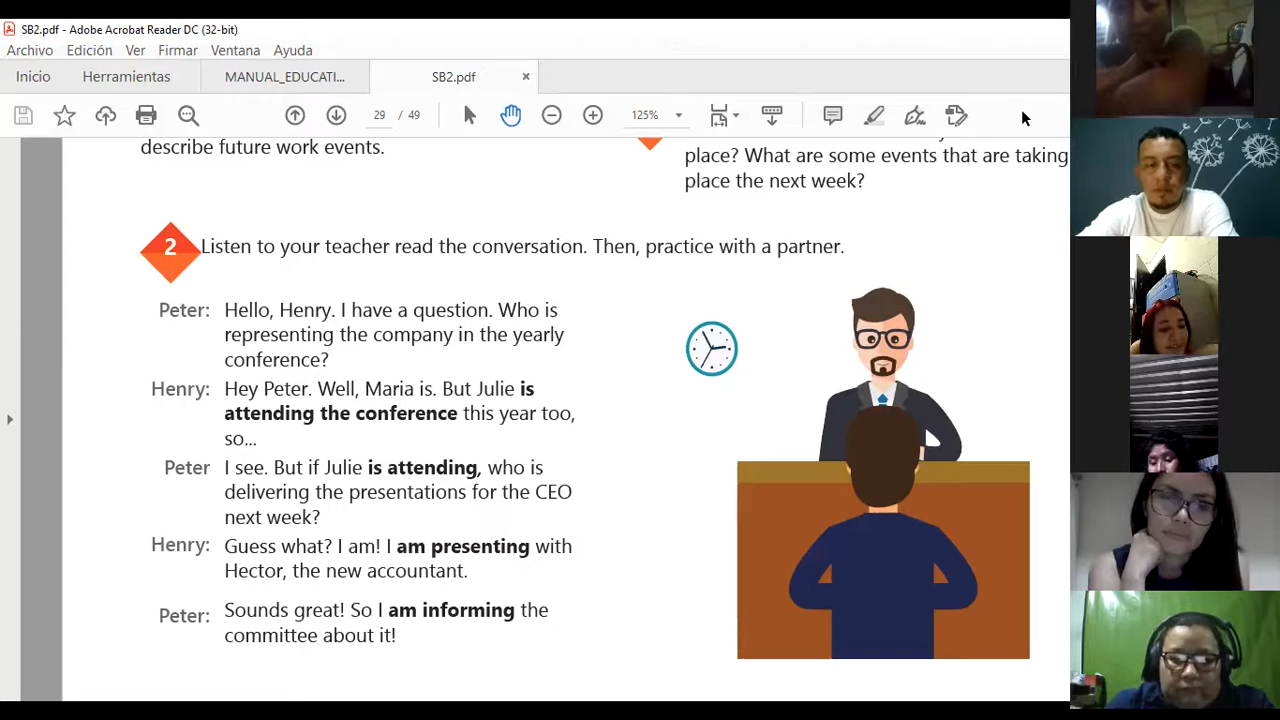 SB2.pdf - Adobe Acrobat Reader DC (32-bit)
Archivo Edición Ver Firmar Ventana Ayuda
Inicio Herramientas MANUAL_EDUCATI... SB2.pdf ×
29 / 49 125%
describe future work events.
place? What are some events that are taking
place the next week?
2 Listen to your teacher read the conversation. Then, practice with a partner.
Peter: Hello, Henry. I have a question. Who is
representing the company in the yearly
conference?
Henry: Hey Peter. Well, Maria is. But Julie is
attending the conference this year too,
so...
Peter I see. But if Julie is attending, who is
delivering the presentations for the CEO
next week?
Henry: Guess what? I am! I am presenting with
Hector, the new accountant.
Peter: Sounds great! So I am informing the
committee about it!